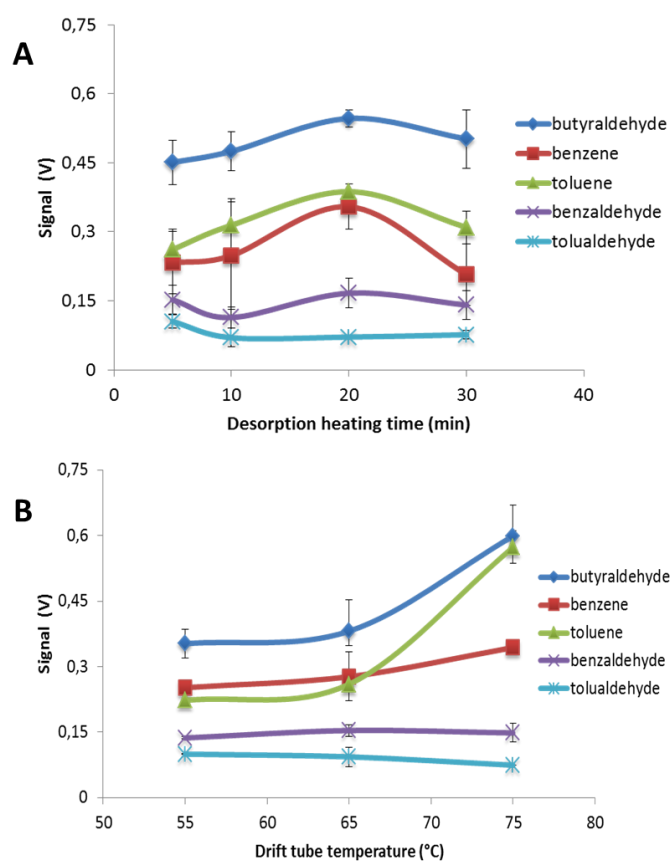 A
0,75
0,6
0,45
0,3
0,15
0
Signal (V)
0 10 20 30 40
Desorption heating time (min)
butyraldehyde
benzene
toluene
benzaldehyde
tolualdehyde
B
0,75
0,6
0,45
0,3
0,15
0
Signal (V)
50 55 60 65 70 75 80
Drift tube temperature (°C)
butyraldehyde
benzene
toluene
benzaldehyde
tolualdehyde